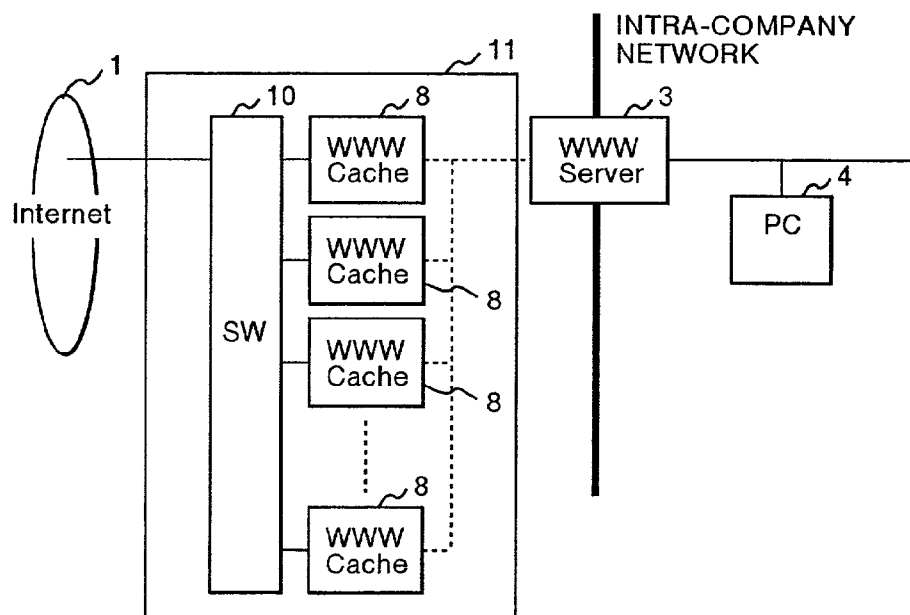 INTRA-COMPANY
NETWORK
11
1
10
8
3
WWW
Cache
WWW
Server
4
Internet
PC
WWW
Cache
8
SW
WWW
Cache
8
8
WWW
Cache